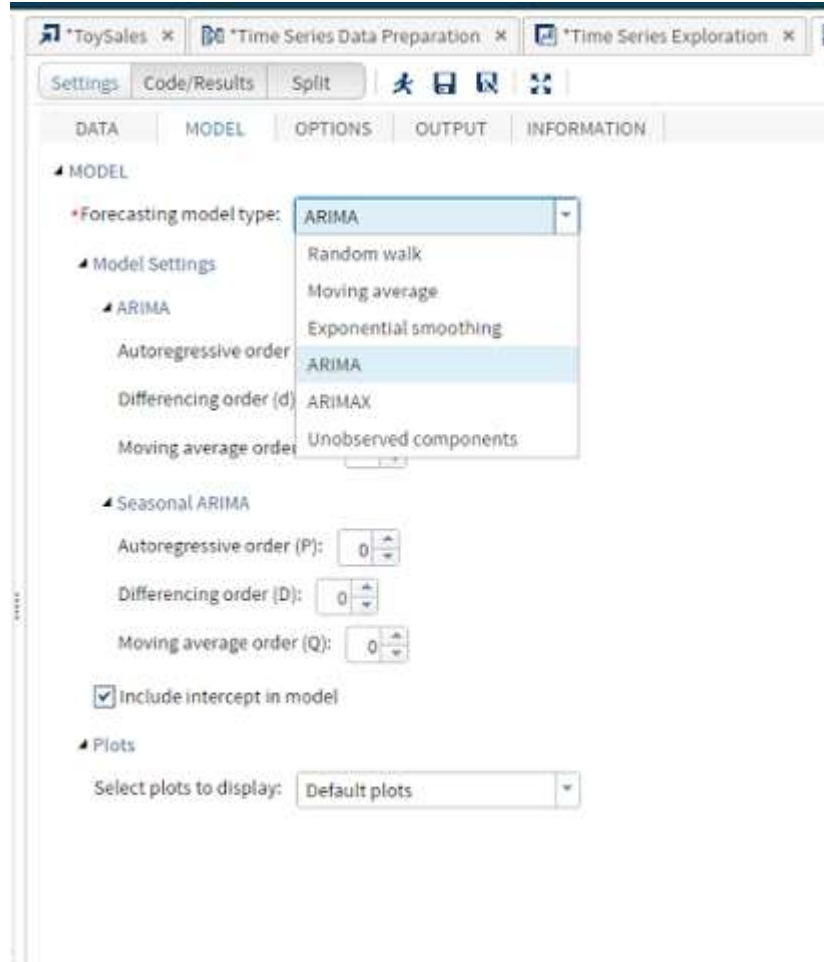 *ToySales × *Time Series Data Preparation × *Time Series Exploration ×
Settings Code/Results Split
DATA MODEL OPTIONS OUTPUT INFORMATION
MODEL
*Forecasting model type: ARIMA
Random walk
Model Settings
Moving average
ARIMA
Exponential smoothing
Autoregressive order
ARIMA
Differencing order (d)
ARIMAX
Moving average order
Unobserved components
Seasonal ARIMA
Autoregressive order (P): 0
Differencing order (D): 0
Moving average order (Q): 0
Include intercept in model
Plots
Select plots to display: Default plots